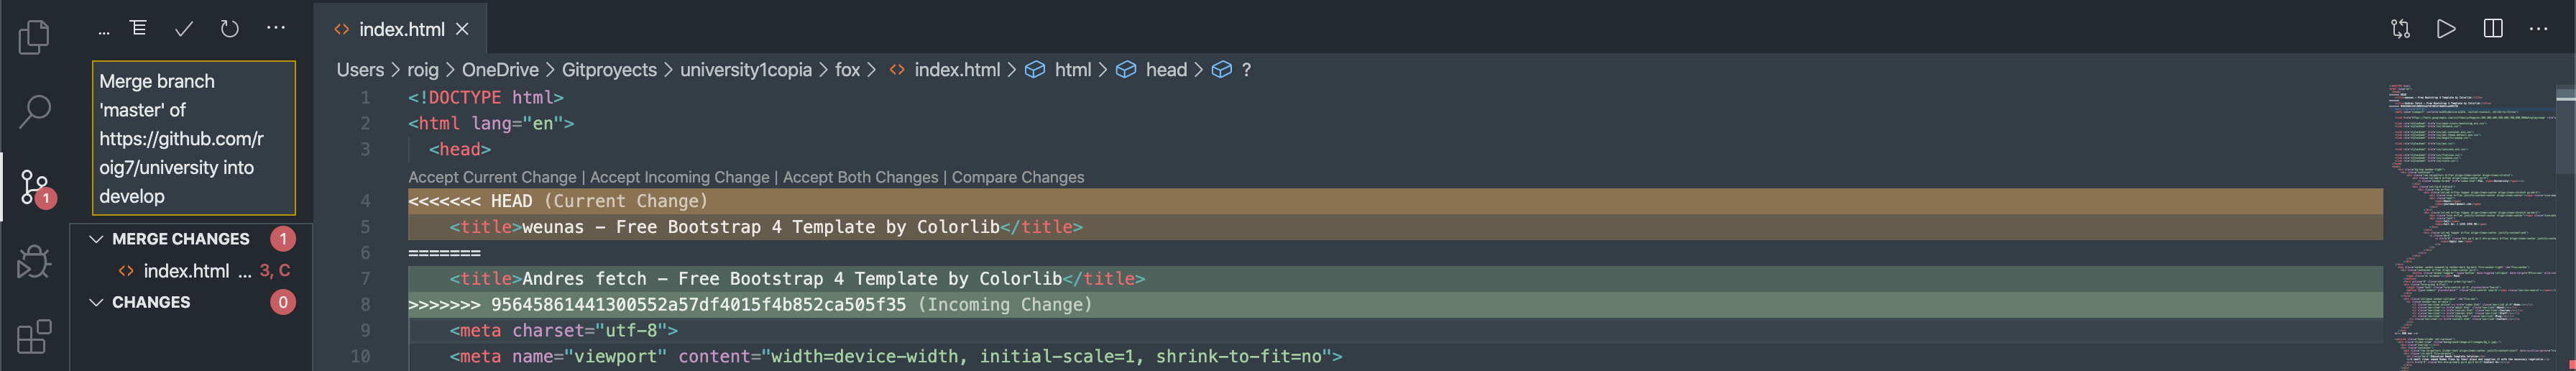 ...
index.html
Merge branch
'master' of
https://github.com/r
oig7/university into
develop
1
MERGE CHANGES 1
index.html ... 3, C
CHANGES 0
Users > roig > OneDrive > Gitproyects > university1copia > fox > index.html > html > head > ?
1 <!DOCTYPE html>
2 <html lang="en">
3 <head>
Accept Current Change | Accept Incoming Change | Accept Both Changes | Compare Changes
4 <<<<<<< HEAD (Current Change)
5 <title>weunas - Free Bootstrap 4 Template by Colorlib</title>
6 =======
7 <title>Andres fetch - Free Bootstrap 4 Template by Colorlib</title>
8 >>>>>>> 95645861441300552a57df4015f4b852ca505f35 (Incoming Change)
9 <meta charset="utf-8">
10 <meta name="viewport" content="width=device-width, initial-scale=1, shrink-to-fit=no">